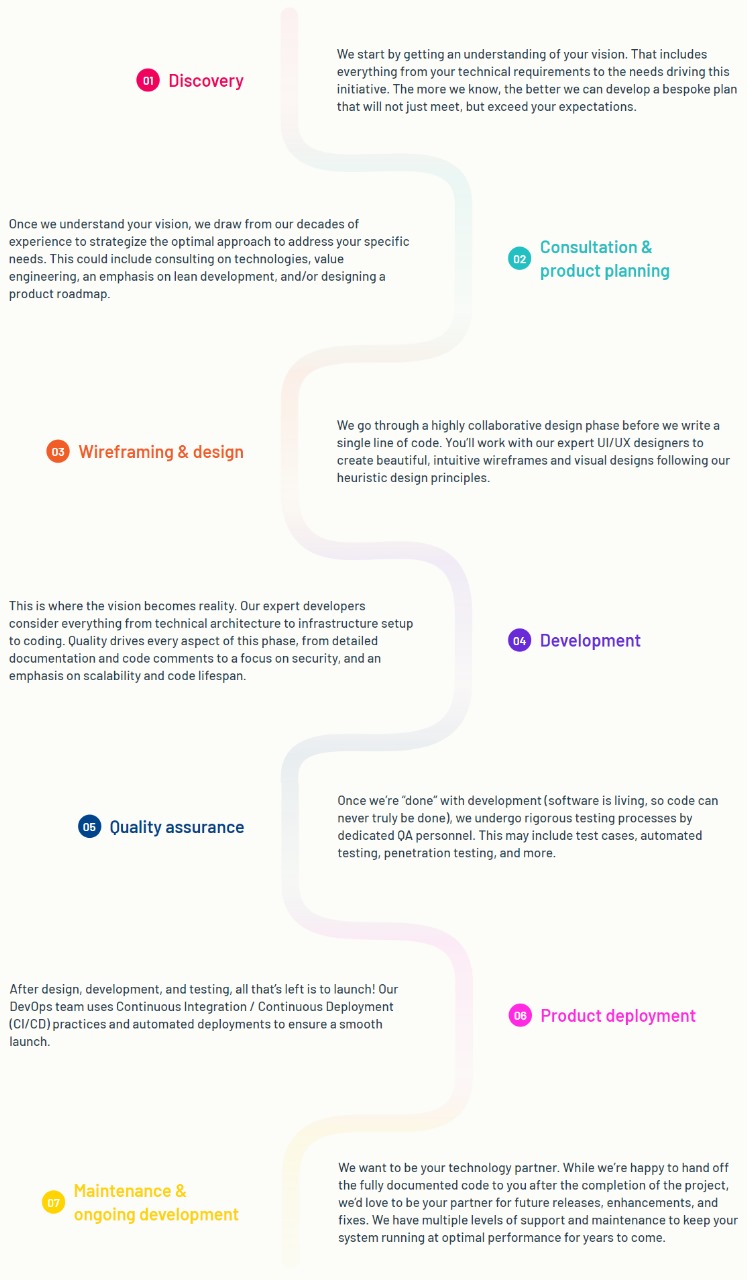 01 Discovery
We start by getting an understanding of your vision. That includes
everything from your technical requirements to the needs driving this
initiative. The more we know, the better we can develop a bespoke plan
that will not just meet, but exceed your expectations.
Once we understand your vision, we draw from our decades of
experience to strategize the optimal approach to address your specific
needs. This could include consulting on technologies, value
engineering, an emphasis on lean development, and/or designing a
product roadmap.
02 Consultation &
product planning
03 Wireframing & design
We go through a highly collaborative design phase before we write a
single line of code. You’ll work with our expert UI/UX designers to
create beautiful, intuitive wireframes and visual designs following our
heuristic design principles.
This is where the vision becomes reality. Our expert developers
consider everything from technical architecture to infrastructure setup
to coding. Quality drives every aspect of this phase, from detailed
documentation and code comments to a focus on security, and an
emphasis on scalability and code lifespan.
04 Development
05 Quality assurance
Once we’re “done” with development (software is living, so code can
never truly be done), we undergo rigorous testing processes by
dedicated QA personnel. This may include test cases, automated
testing, penetration testing, and more.
After design, development, and testing, all that’s left is to launch! Our
DevOps team uses Continuous Integration / Continuous Deployment
(CI/CD) practices and automated deployments to ensure a smooth
launch.
06 Product deployment
07 Maintenance &
ongoing development
We want to be your technology partner. While we’re happy to hand off
the fully documented code to you after the completion of the project,
we’d love to be your partner for future releases, enhancements, and
fixes. We have multiple levels of support and maintenance to keep your
system running at optimal performance for years to come.